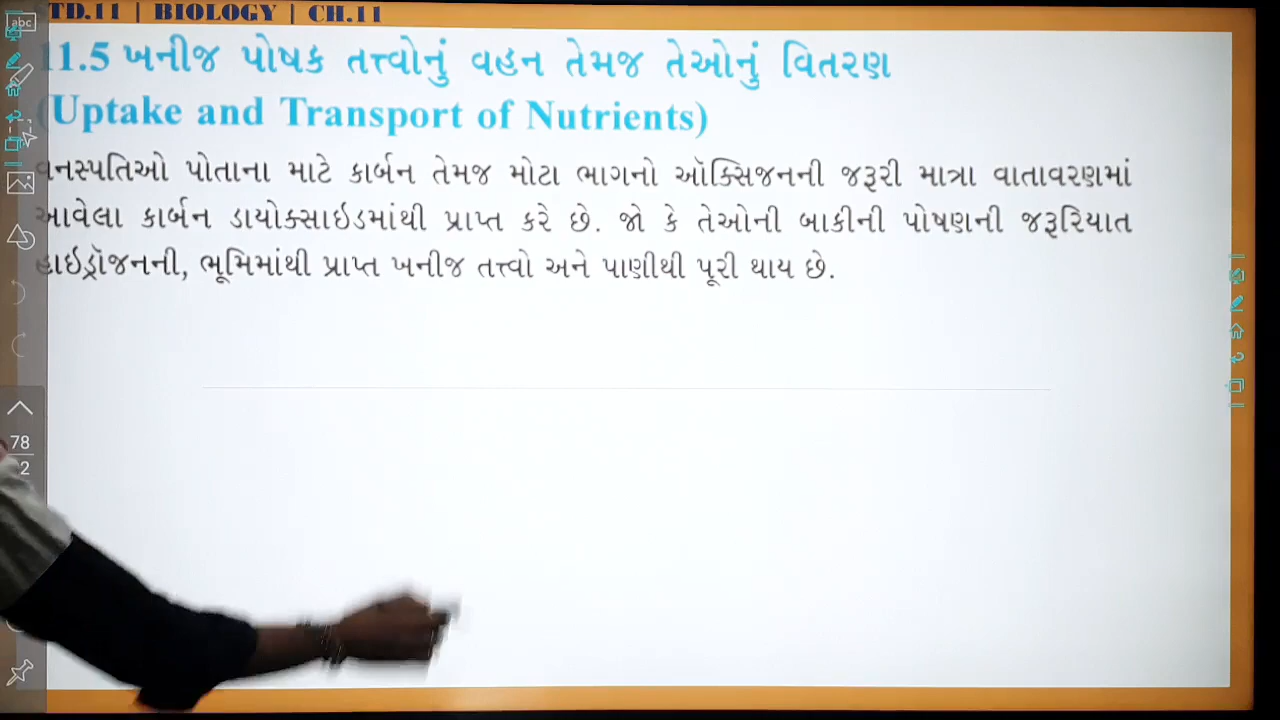 TD.11 | BIOLOGY | CH.11
11.5 ખનીજ પોષક તત્ત્વોનું વહન તેમજ તેઓનું વિતરણ
(Uptake and Transport of Nutrients)
વનસ્પતિઓ પોતાના માટે કાર્બન તેમજ મોટા ભાગનો ઑક્સિજનની જરૂરી માત્રા વાતાવરણમાં
આવેલા કાર્બન ડાયોક્સાઇડમાંથી પ્રાપ્ત કરે છે. જો કે તેઓની બાકીની પોષણની જરૂરિયાત
હાઇડ્રૉજનની, ભૂમિમાંથી પ્રાપ્ત ખનીજ તત્ત્વો અને પાણીથી પૂરી થાય છે.
abc
78
2